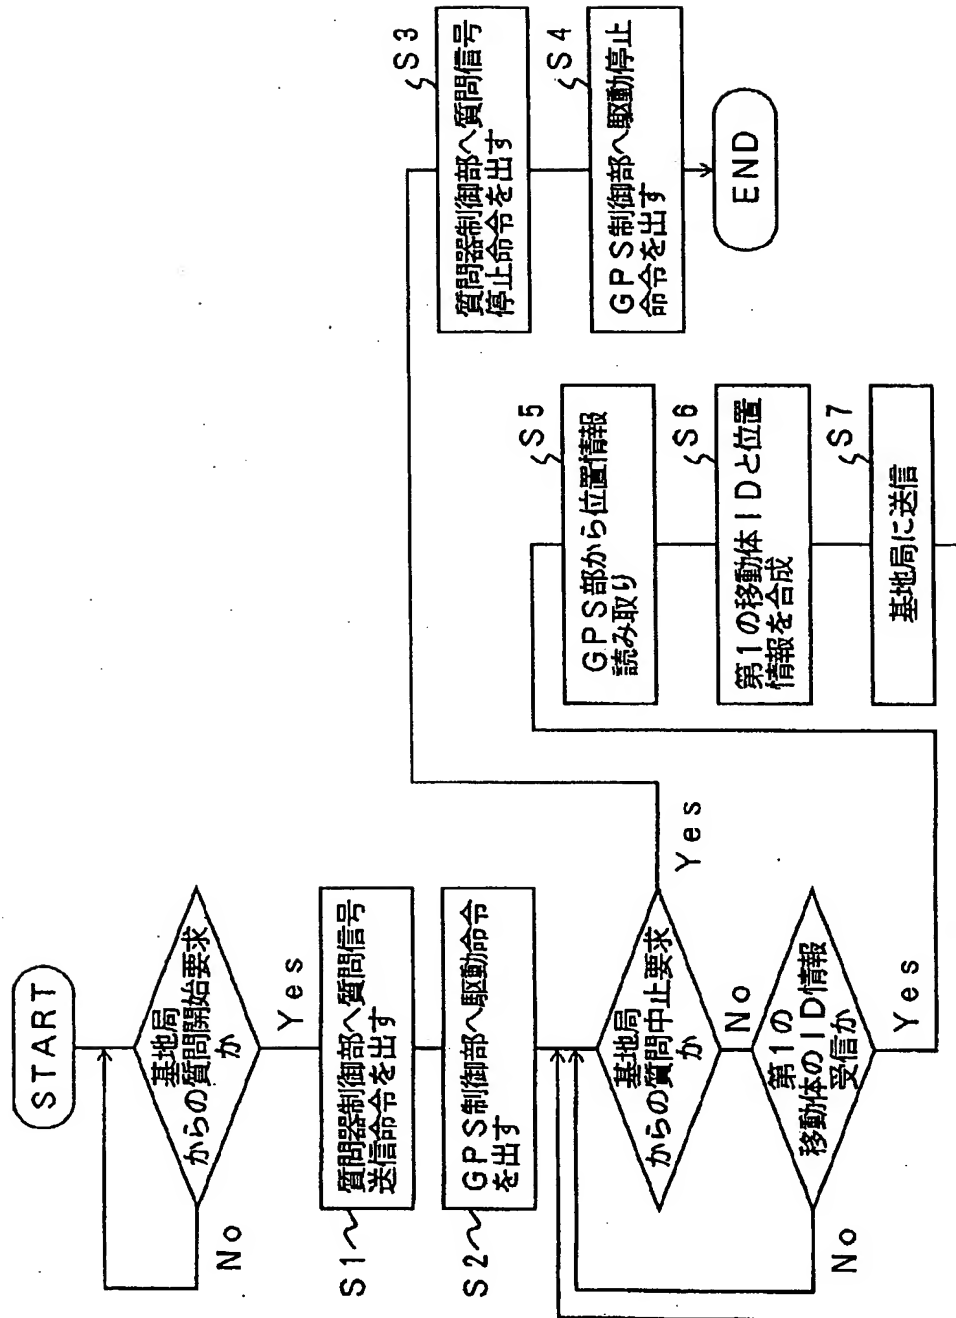 START
基地局
からの質問開始要求
か
No
Yes
S1
質問器制御部へ質問信号
送信命令を出す
S2
GPS制御部へ駆動命令
を出す
基地局
からの質問中止要求
か
Yes
No
第1の
移動体のID情報
受信か
No
Yes
S3
質問器制御部へ質問信号
停止命令を出す
S4
GPS制御部へ駆動停止
命令を出す
END
S5
GPS部から位置情報
読み取り
S6
第1の移動体IDと位置
情報を合成
S7
基地局に送信